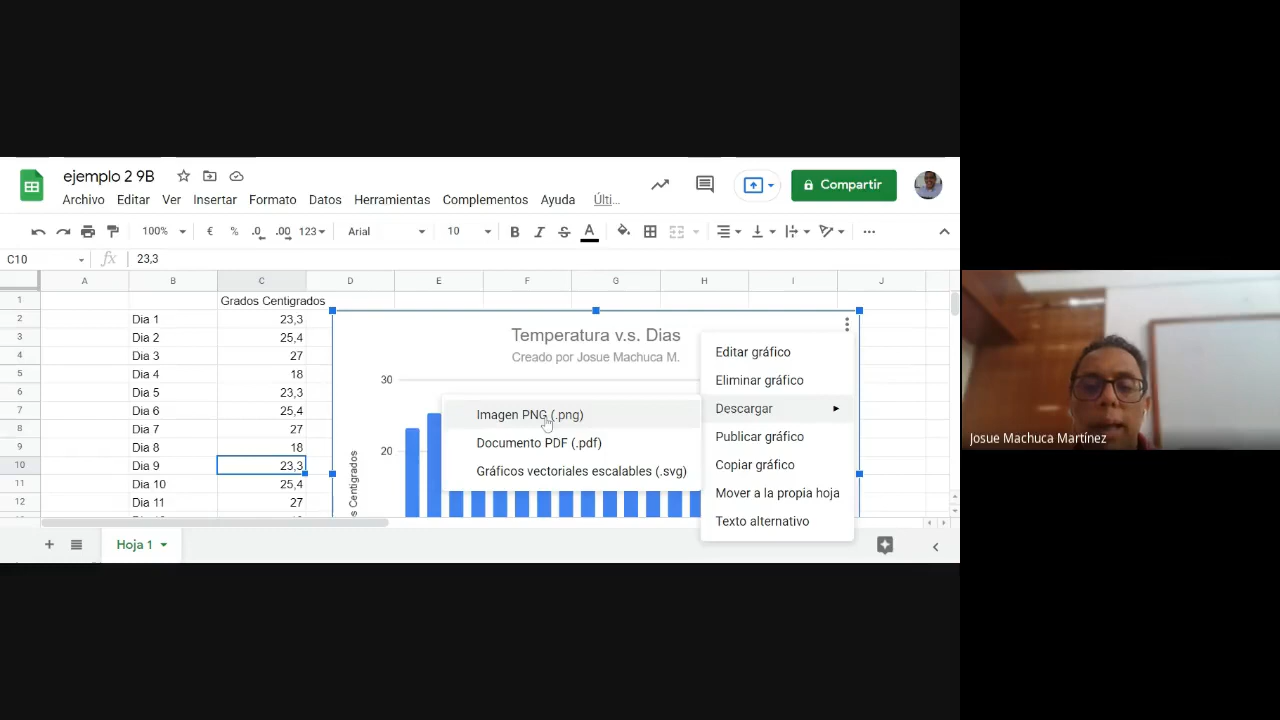 ejemplo 2 9B
Archivo Editar Ver Insertar Formato Datos Herramientas Complementos Ayuda Últi...
Compartir
100% € % .0 .00 123 Arial 10 B I S A
C10 fx 23,3
A B C D E F G H I J
1 Grados Centigrados
2 Dia 1 23,3
3 Dia 2 25,4
4 Dia 3 27
5 Dia 4 18
6 Dia 5 23,3
7 Dia 6 25,4
8 Dia 7 27
9 Dia 8 18
10 Dia 9 23,3
11 Dia 10 25,4
12 Dia 11 27
Temperatura v.s. Dias
Creado por Josue Machuca M.
30
20
s Centigrados
Editar gráfico
Eliminar gráfico
Descargar
Publicar gráfico
Copiar gráfico
Mover a la propia hoja
Texto alternativo
Imagen PNG (.png)
Documento PDF (.pdf)
Gráficos vectoriales escalables (.svg)
Hoja 1
Josue Machuca Martínez